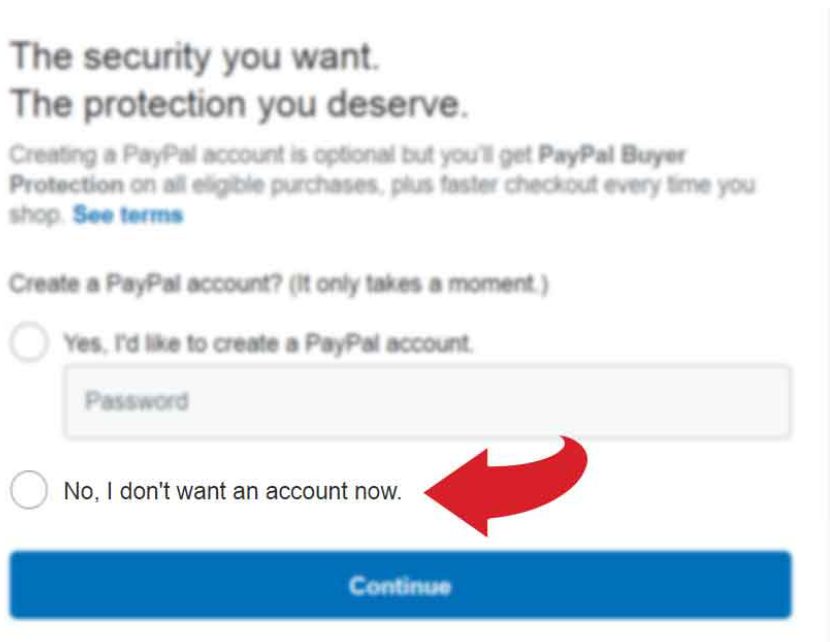 The security you want.
The protection you deserve.
Creating a PayPal account is optional but you'll get PayPal Buyer
Protection on all eligible purchases, plus faster checkout every time you
shop. See terms
Create a PayPal account? (It only takes a moment.)
Yes, I'd like to create a PayPal account.
Password
No, I don't want an account now.
Continue